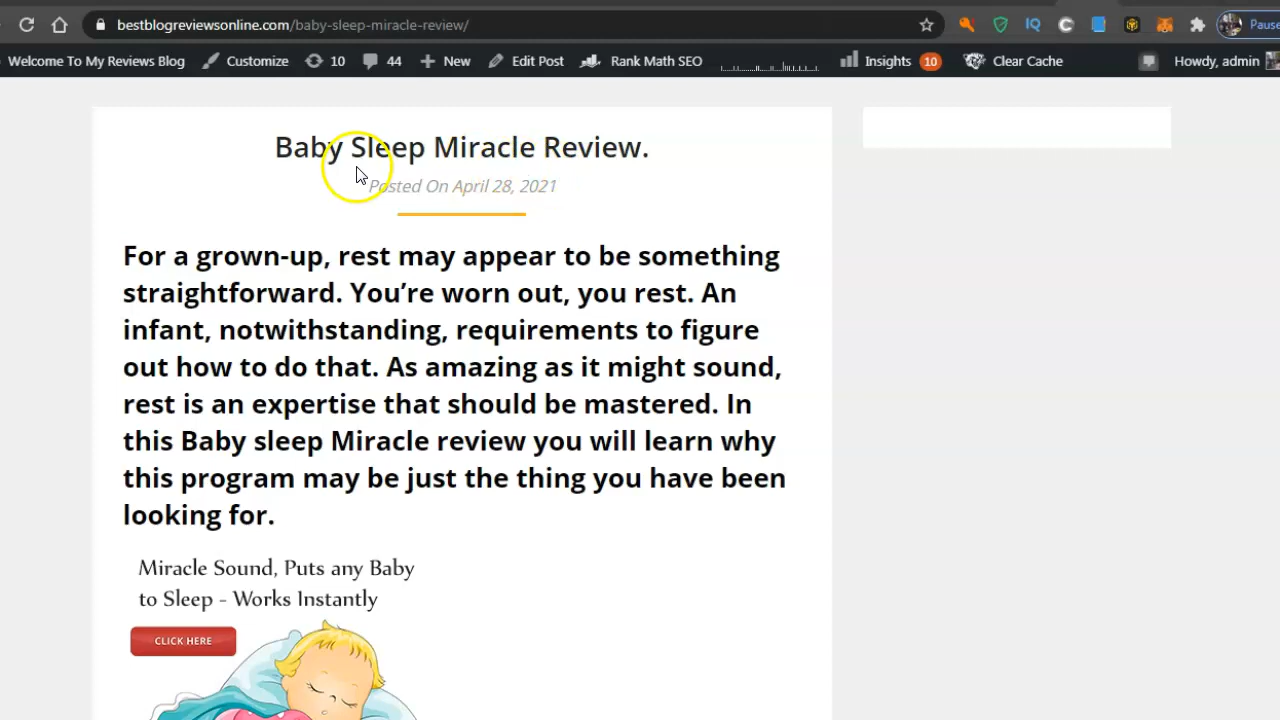 bestblogreviewsonline.com/baby-sleep-miracle-review/
Pause
Welcome To My Reviews Blog Customize 10 44 New Edit Post Rank Math SEO Insights 10 Clear Cache Howdy, admin
Baby Sleep Miracle Review.
Posted On April 28, 2021
For a grown-up, rest may appear to be something
straightforward. You’re worn out, you rest. An
infant, notwithstanding, requirements to figure
out how to do that. As amazing as it might sound,
rest is an expertise that should be mastered. In
this Baby sleep Miracle review you will learn why
this program may be just the thing you have been
looking for.
Miracle Sound, Puts any Baby
to Sleep - Works Instantly
CLICK HERE